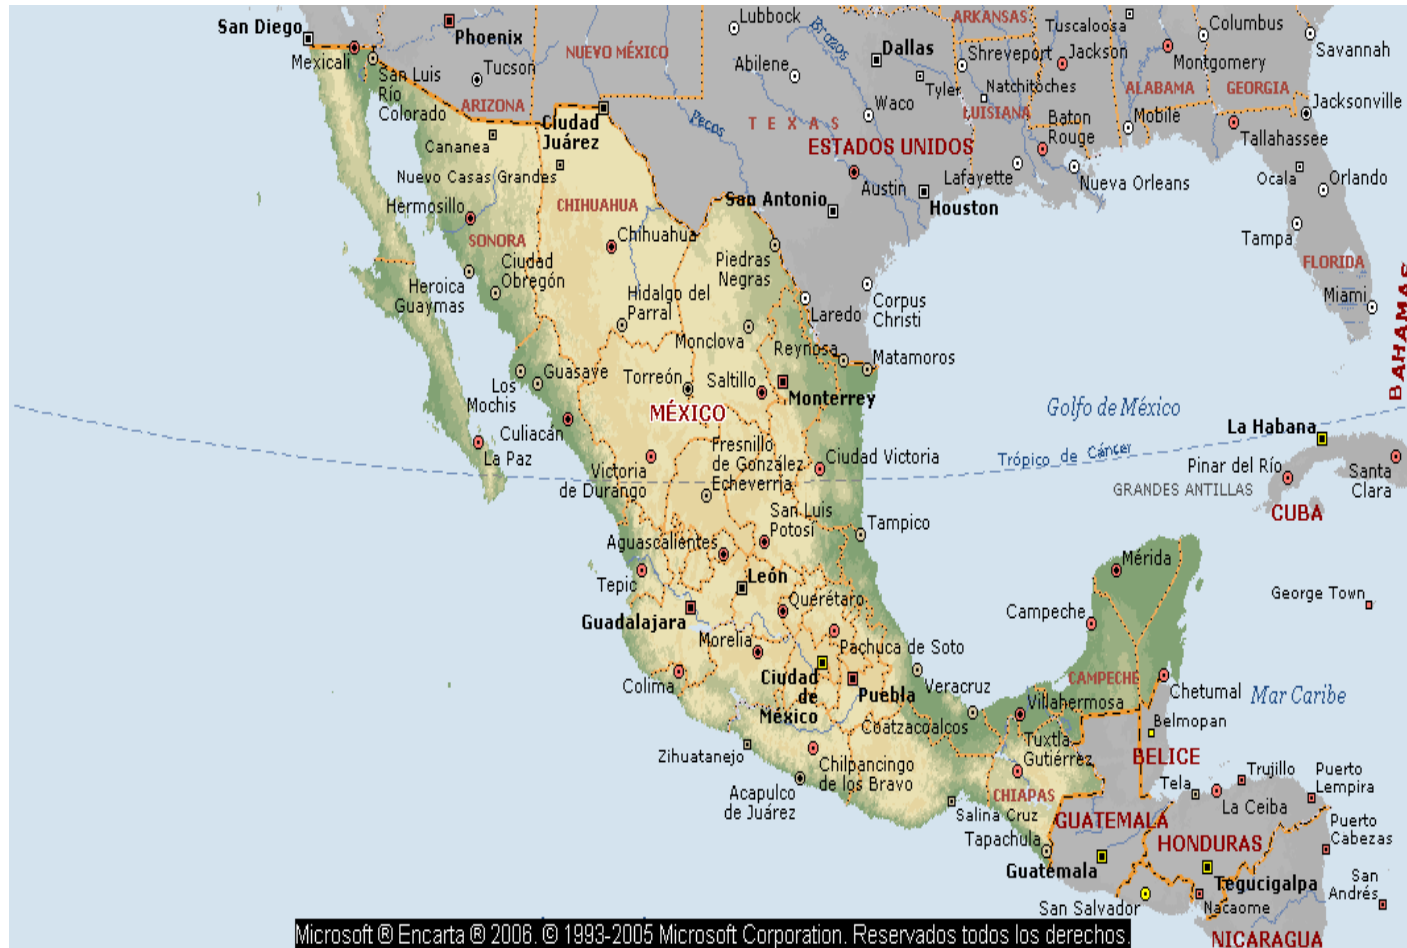 San Diego
Phoenix
Mexicali
San Luis
Río
Colorado
Tucson
ARIZONA
NUEVO MÉXICO
Lubbock
Brazos
Abilene
Dallas
Tyler
Waco
Pecos
TEXAS
ESTADOS UNIDOS
ARKANSAS
Shreveport
Natchitoches
LUISIANA
Tuscaloosa
Jackson
Baton
Rouge
Columbus
Montgomery
ALABAMA
GEORGIA
Mobile
Savannah
Jacksonville
Tallahassee
Ocala
Orlando
Tampa
FLORIDA
Miami
BAHAMAS
Lafayette
Nueva Orleans
Austin
San Antonio
Houston
Corpus
Christi
Laredo
Ciudad
Juárez
Cananea
Nuevo Casas Grandes
Hermosillo
CHIHUAHUA
SONORA
Chihuahua
Ciudad
Obregón
Heroica
Guaymas
Piedras
Negras
Hidalgo del
Parral
Monclova
Reynosa
Matamoros
Guasave
Los
Mochis
Torreón
Saltillo
Monterrey
MÉXICO
Golfo de México
Culiacán
La Paz
Victoria
de Durango
Fresnillo
de González
Echeverria
Ciudad Victoria
Trópico de Cáncer
La Habana
Pinar del Río
Santa
Clara
GRANDES ANTILLAS
CUBA
San Luis
Potosí
Tampico
Aguascalientes
Tepic
León
Mérida
Querétaro
Campeche
George Town
Guadalajara
Morelia
Pachuca de Soto
Colima
Ciudad
de
México
Puebla
Veracruz
CAMPECHE
Chetumal
Mar Caribe
Villahermosa
Coatzacoalcos
Belmopan
Zihuatanejo
Tuxtla
Gutiérrez
BELICE
Chilpancingo
de los Bravo
Acapulco
de Juárez
CHIAPAS
Salina Cruz
Tela
Trujillo
La Ceiba
Puerto
Lempira
GUATEMALA
Tapachula
HONDURAS
Puerto
Cabezas
Guatemala
Tegucigalpa
San
Andrés
San Salvador
Nacaome
NICARAGUA
Microsoft ® Encarta ® 2006. © 1993-2005 Microsoft Corporation. Reservados todos los derechos.